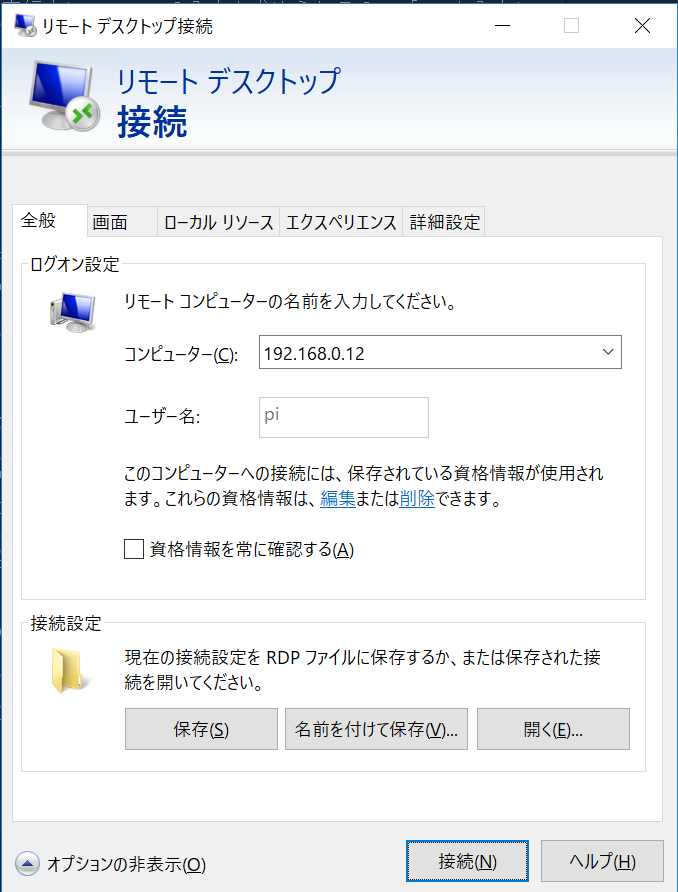 リモート デスクトップ接続
リモート デスクトップ
接続
全般
画面
ローカル リソース
エクスペリエンス
詳細設定
ログオン設定
リモート コンピューターの名前を入力してください。
コンピューター(C):
192.168.0.12
ユーザー名:
pi
このコンピューターへの接続には、保存されている資格情報が使用され
ます。これらの資格情報は、編集または削除できます。
資格情報を常に確認する(A)
接続設定
現在の接続設定を RDP ファイルに保存するか、または保存された接
続を開いてください。
保存(S)
名前を付けて保存(V)...
開く(E)...
オプションの非表示(O)
接続(N)
ヘルプ(H)